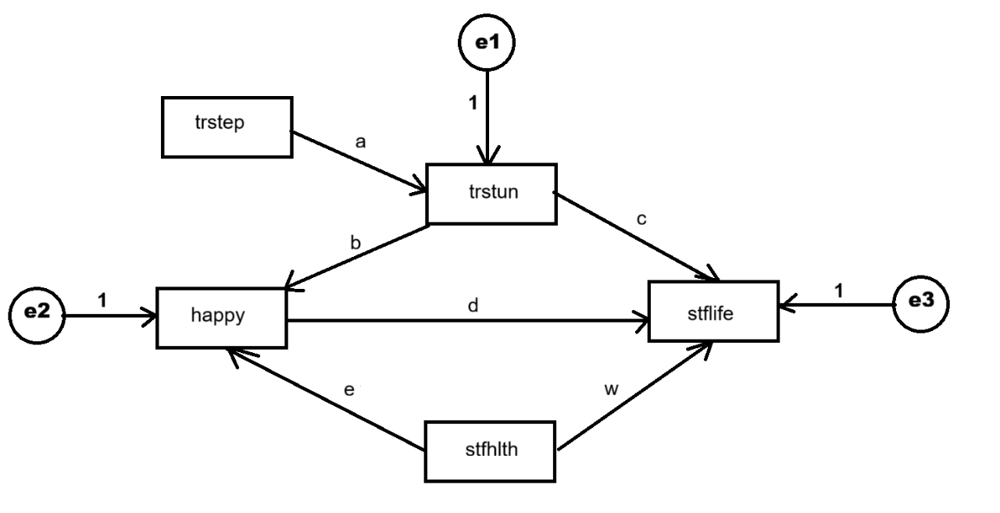 e1
1
trstep
a
trstun
c
b
e2
1
happy
d
stflife
1
e3
e
w
stfhlth